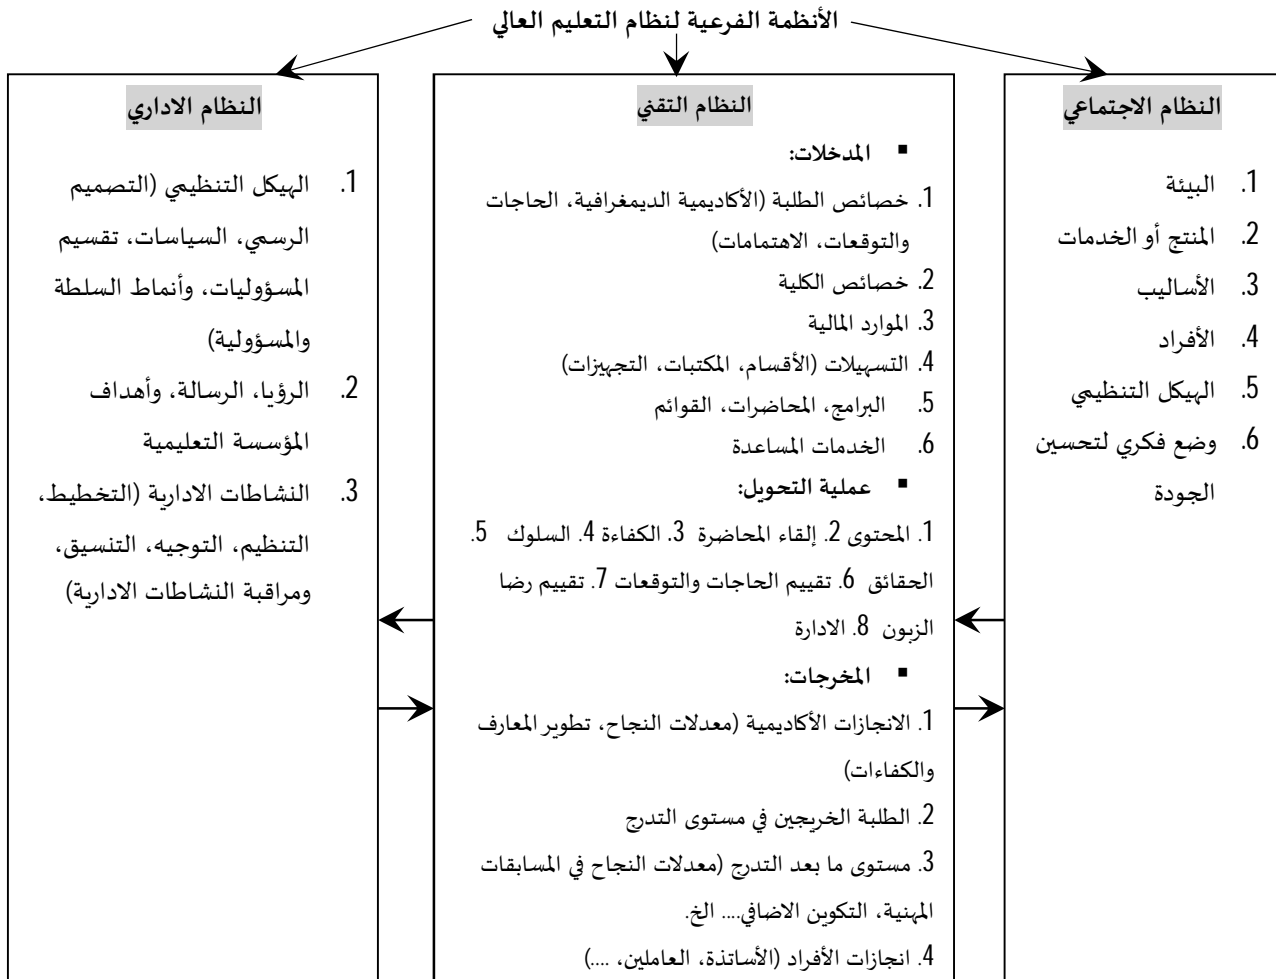 الأنظمة الفرعية لنظام التعليم العالي
النظام الاجتماعي
1. البيئة
2. المنتج أو الخدمات
3. الأساليب
4. الأفراد
5. الهيكل التنظيمي
6. وضع فكري لتحسين
الجودة
النظام التقني
▪ المدخلات:
1. خصائص الطلبة (الأكاديمية الديمغرافية، الحاجات
والتوقعات، الاهتمامات)
2. خصائص الكلية
3. الموارد المالية
4. التسهيلات (الأقسام، المكتبات، التجهيزات)
5. البرامج، المحاضرات، القوائم
6. الخدمات المساعدة
▪ عملية التحويل:
1. المحتوى 2. إلقاء المحاضرة 3. الكفاءة 4. السلوك 5.
الحقائق 6. تقييم الحاجات والتوقعات 7. تقييم رضا
الزبون 8. الادارة
▪ المخرجات:
1. الانجازات الأكاديمية (معدلات النجاح، تطوير المعارف
والكفاءات)
2. الطلبة الخريجين في مستوى التدرج
3. مستوى ما بعد التدرج (معدلات النجاح في المسابقات
المهنية، التكوين الاضافي.... الخ.
4. انجازات الأفراد (الأساتذة، العاملين، ....)
النظام الاداري
1. الهيكل التنظيمي (التصميم
الرسمي، السياسات، تقسيم
المسؤوليات، وأنماط السلطة
والمسؤولية)
2. الرؤيا، الرسالة، وأهداف
المؤسسة التعليمية
3. النشاطات الادارية (التخطيط،
التنظيم، التوجيه، التنسيق،
ومراقبة النشاطات الادارية)